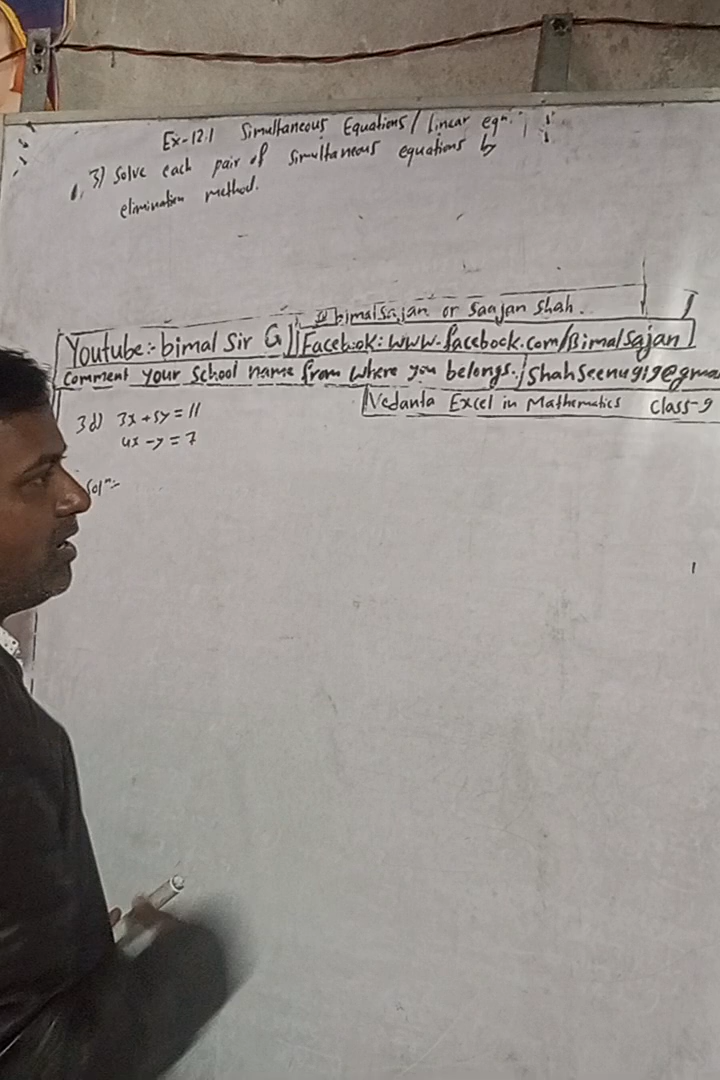 Ex-12.1 Simultaneous Equations/ linear eqn.
3) Solve each pair of simultaneous equations by
elimination method.
@bimalsajan or Saajan Shah.
Youtube:- bimal Sir G || Facebook: www.facebook.com/Bimalsajan
Comment your School name from where you belongs./shahseenu919@gma
Vedanta Excel in Mathematics Class-9
3d) 3x + 5y = 11
4x - y = 7
Solⁿ:-